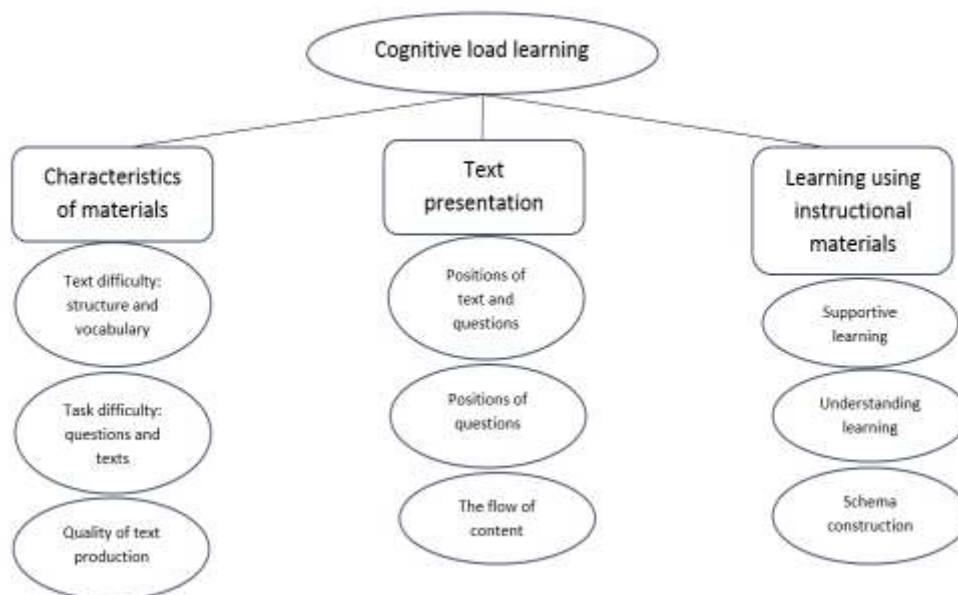 Cognitive load learning
Characteristics
of materials
Text difficulty:
structure and
vocabulary
Task difficulty:
questions and
texts
Quality of text
production
Text
presentation
Positions of
text and
questions
Positions of
questions
The flow of
content
Learning using
instructional
materials
Supportive
learning
Understanding
learning
Schema
construction